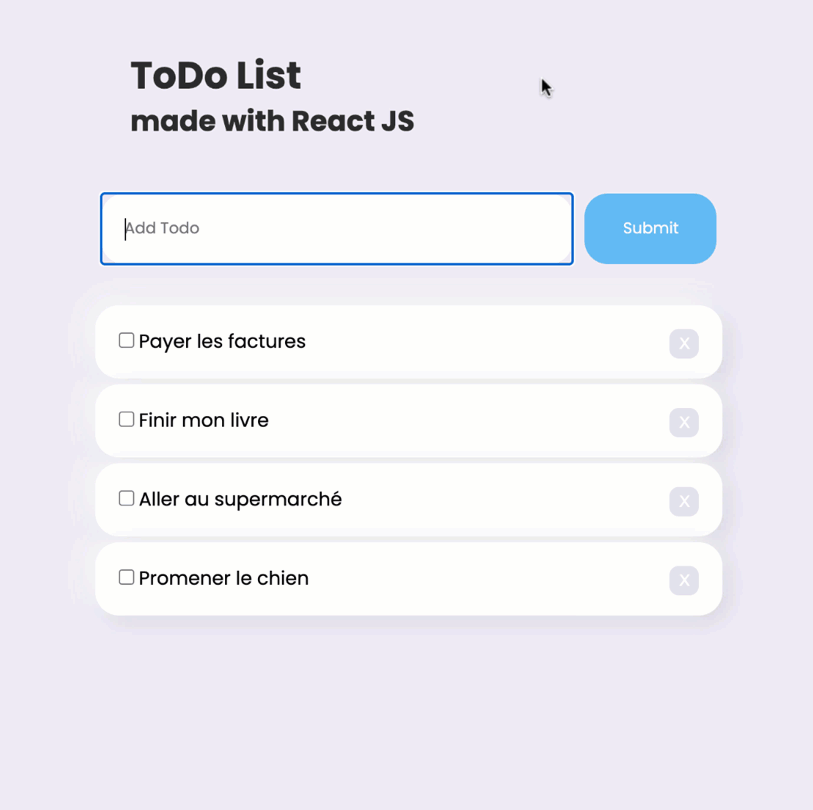 ToDo List
made with React JS
Add Todo
Submit
Payer les factures
X
Finir mon livre
X
Aller au supermarché
X
Promener le chien
X